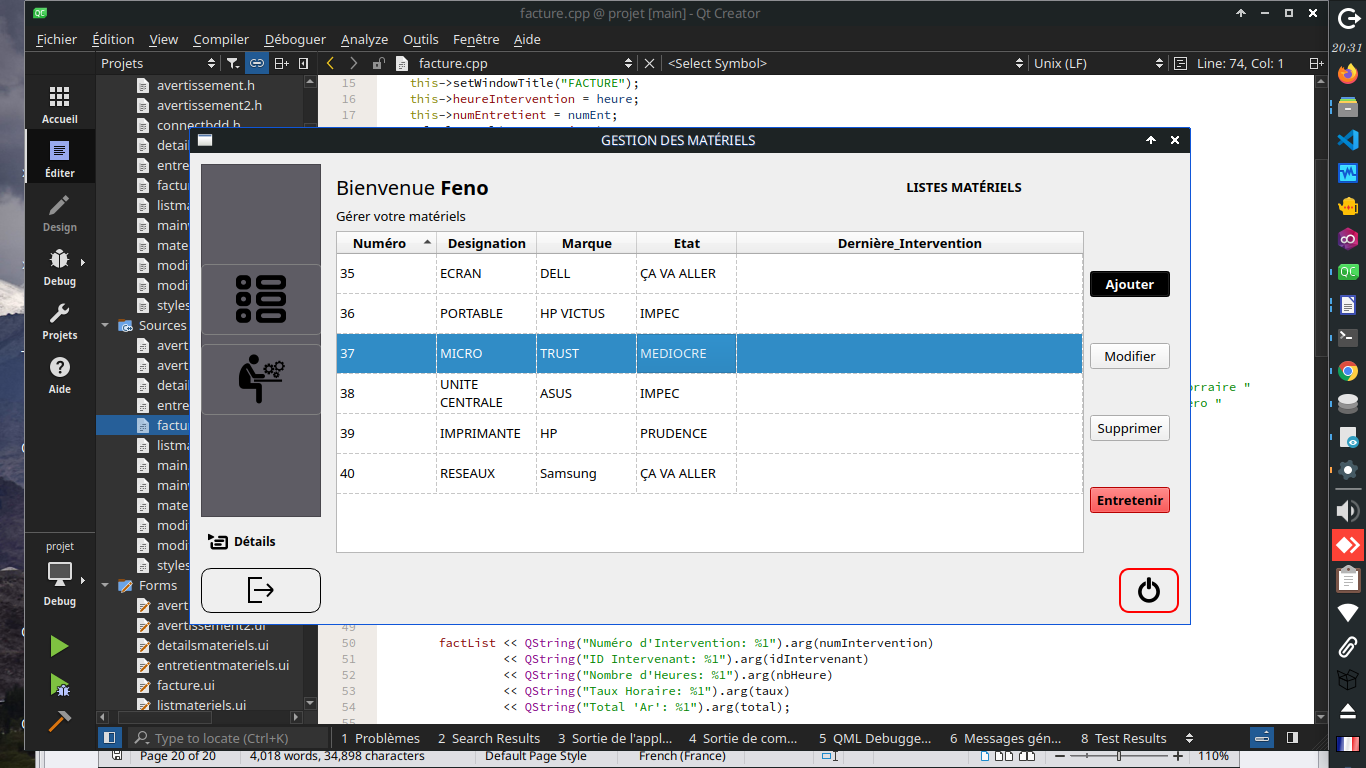 facture.cpp @ projet [main] - Qt Creator
Fichier Édition View Compiler Déboguer Analyze Outils Fenêtre Aide
20:31
Projets facture.cpp <Select Symbol> Unix (LF) Line: 74, Col: 1
Accueil
Éditer
Design
Debug
Projets
Aide
projet
Debug
avertissement.h
avertissement2.h
connectbdd.h
detai
entre
factu
listm
main
mate
modi
modi
styles
Sources
avert
avert
detai
entre
factu
listma
main.
mainv
mate
modi
modi
styles
Forms
avert
avertissement2.ui
detailsmateriels.ui
entretientmateriels.ui
facture.ui
listmateriels.ui
15 this->setWindowTitle("FACTURE");
16 this->heureIntervention = heure;
17 this->numEntretient = numEnt;
GESTION DES MATÉRIELS
Bienvenue Feno
LISTES MATÉRIELS
Gérer votre matériels
Numéro Designation Marque Etat Dernière_Intervention
35 ECRAN DELL ÇA VA ALLER
36 PORTABLE HP VICTUS IMPEC
37 MICRO TRUST MEDIOCRE
38 UNITE CENTRALE ASUS IMPEC
39 IMPRIMANTE HP PRUDENCE
40 RESEAUX Samsung ÇA VA ALLER
Ajouter
Modifier
Supprimer
Entretenir
Détails
orraire "
ero "
49
50 factList << QString("Numéro d'Intervention: %1").arg(numIntervention)
51 << QString("ID Intervenant: %1").arg(idIntervenant)
52 << QString("Nombre d'Heures: %1").arg(nbHeure)
53 << QString("Taux Horaire: %1").arg(taux)
54 << QString("Total 'Ar': %1").arg(total);
55
Type to locate (Ctrl+K) 1 Problèmes 2 Search Results 3 Sortie de l'appl... 4 Sortie de com... 5 QML Debugge... 6 Messages gén... 8 Test Results
Page 20 of 20 4,018 words, 34,898 characters Default Page Style French (France) 110%